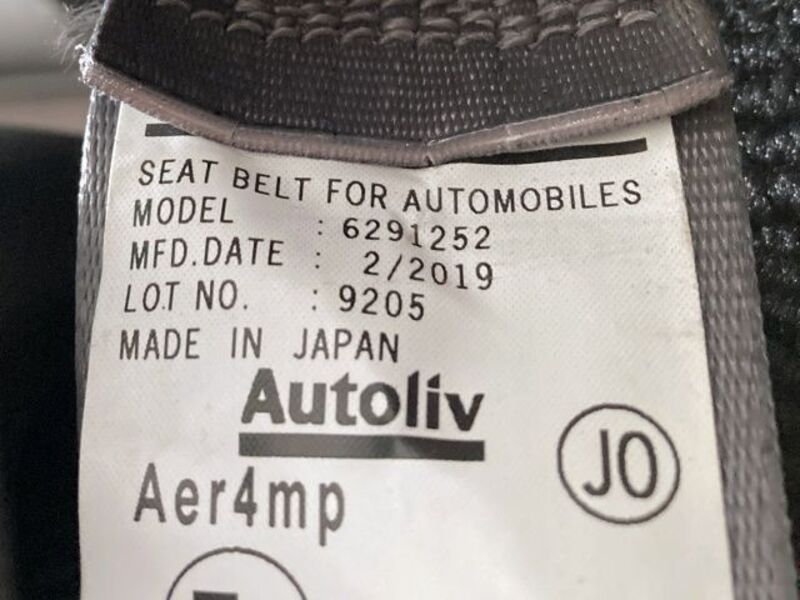 SEAT BELT FOR AUTOMOBILES
MODEL : 6291252
MFD.DATE : 2/2019
LOT NO. : 9205
MADE IN JAPAN
Autoliv
JO
Aer4mp